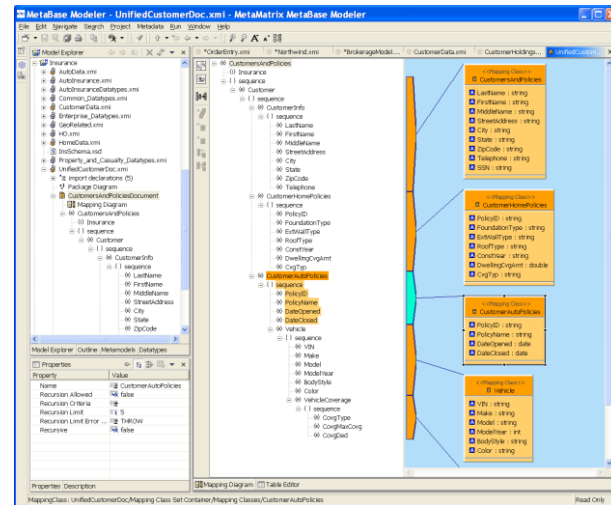 MetaBase Modeler - UnifiedCustomerDoc.xmi - MetaMatrix MetaBase Modeler
File Edit Navigate Search Project Metadata Run Window Help
Model Explorer
Insurance
AutoData.xmi
AutoInsurance.xmi
AutoInsuranceDatatypes.xmi
Common_Datatypes.xmi
CustomerData.xmi
Enterprise_Datatypes.xmi
GeoRelated.xmi
HO.xmi
HomeData.xmi
InsSchema.xsd
Property_and_Casualty_Datatypes.xmi
UnifiedCustomerDoc.xmi
import declarations (5)
Package Diagram
CustomersAndPoliciesDocument
Mapping Diagram
CustomersAndPolicies
Insurance
sequence
Customer
sequence
CustomerInfo
sequence
LastName
FirstName
MiddleName
StreetAddress
City
State
ZipCode
Model Explorer Outline Metamodels Datatypes
Properties
Property Value
Name CustomerAutoPolicies
Recursion Allowed false
Recursion Criteria
Recursion Limit 5
Recursion Limit Error ... THROW
Recursive false
Properties Description
*OrderEntry.xmi *Northwind.xmi *BrokerageModel.... CustomerData.xmi CustomerHoldings... UnifiedCustom...
CustomersAndPolicies
Insurance
sequence
Customer
sequence
CustomerInfo
sequence
LastName
FirstName
MiddleName
StreetAddress
City
State
ZipCode
Telephone
CustomerHomePolicies
sequence
PolicyID
FoundationType
ExtWallType
RoofType
ConstYear
DwellingCvgAmt
CvgTyp
CustomerAutoPolicies
sequence
PolicyID
PolicyName
DateOpened
DateClosed
Vehicle
sequence
VIN
Make
Model
ModelYear
BodyStyle
Color
VehicleCoverage
sequence
CovgType
CovgMaxCovg
CovgDed
<<Mapping Class>>
CustomersAndPolicies
LastName : string
FirstName : string
MiddleName : string
StreetAddress : string
City : string
State : string
ZipCode : string
Telephone : string
SSN : string
<<Mapping Class>>
CustomerHomePolicies
PolicyID : string
FoundationType : string
ExtWallType : string
RoofType : string
ConstYear : string
DwellingCvgAmt : double
CvgTyp : string
<<Mapping Class>>
CustomerAutoPolicies
PolicyID : string
PolicyName : string
DateOpened : date
DateClosed : date
<<Mapping Class>>
Vehicle
VIN : string
Make : string
Model : string
ModelYear : int
BodyStyle : string
Color : string
Mapping Diagram Table Editor
MappingClass: UnifiedCustomerDoc/Mapping Class Set Container/Mapping Classes/CustomerAutoPolicies Read Only